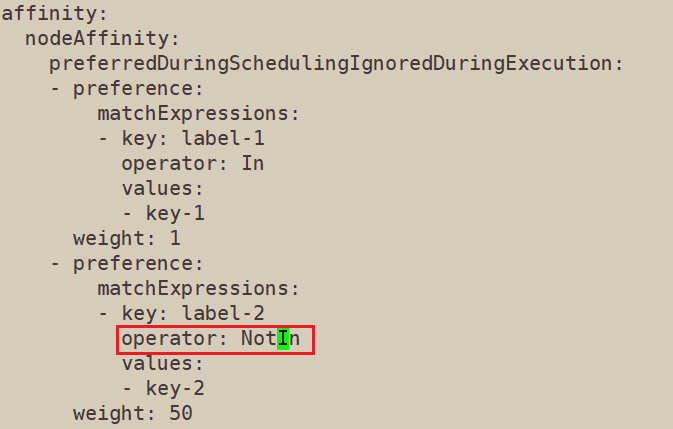 affinity:
  nodeAffinity:
    preferredDuringSchedulingIgnoredDuringExecution:
    - preference:
        matchExpressions:
        - key: label-1
          operator: In
          values:
          - key-1
      weight: 1
    - preference:
        matchExpressions:
        - key: label-2
          operator: NotIn
          values:
          - key-2
      weight: 50